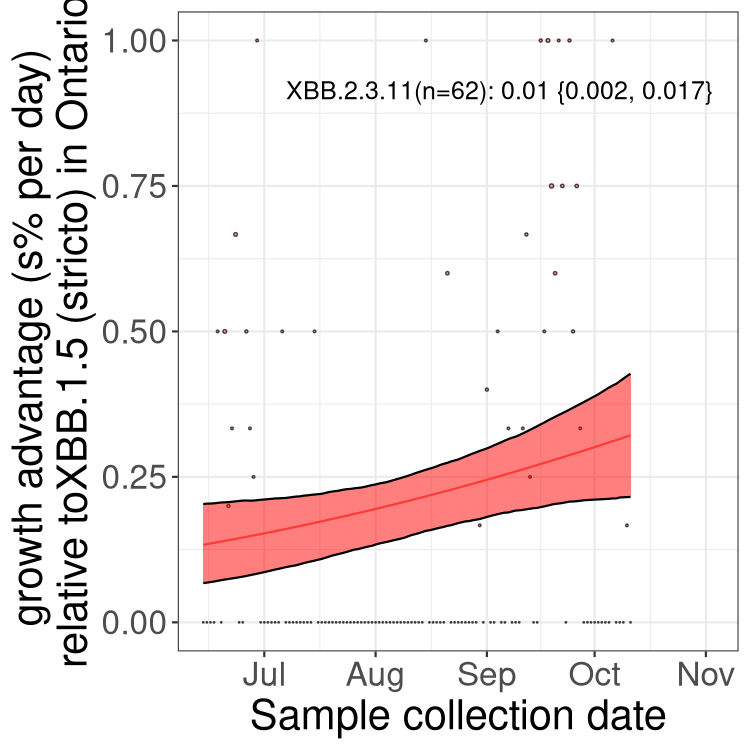 growth advantage (s% per day)
relative toXBB.1.5 (stricto) in Ontario
1.00
0.75
0.50
0.25
0.00
XBB.2.3.11(n=62): 0.01 {0.002, 0.017}
Jul Aug Sep Oct Nov
Sample collection date